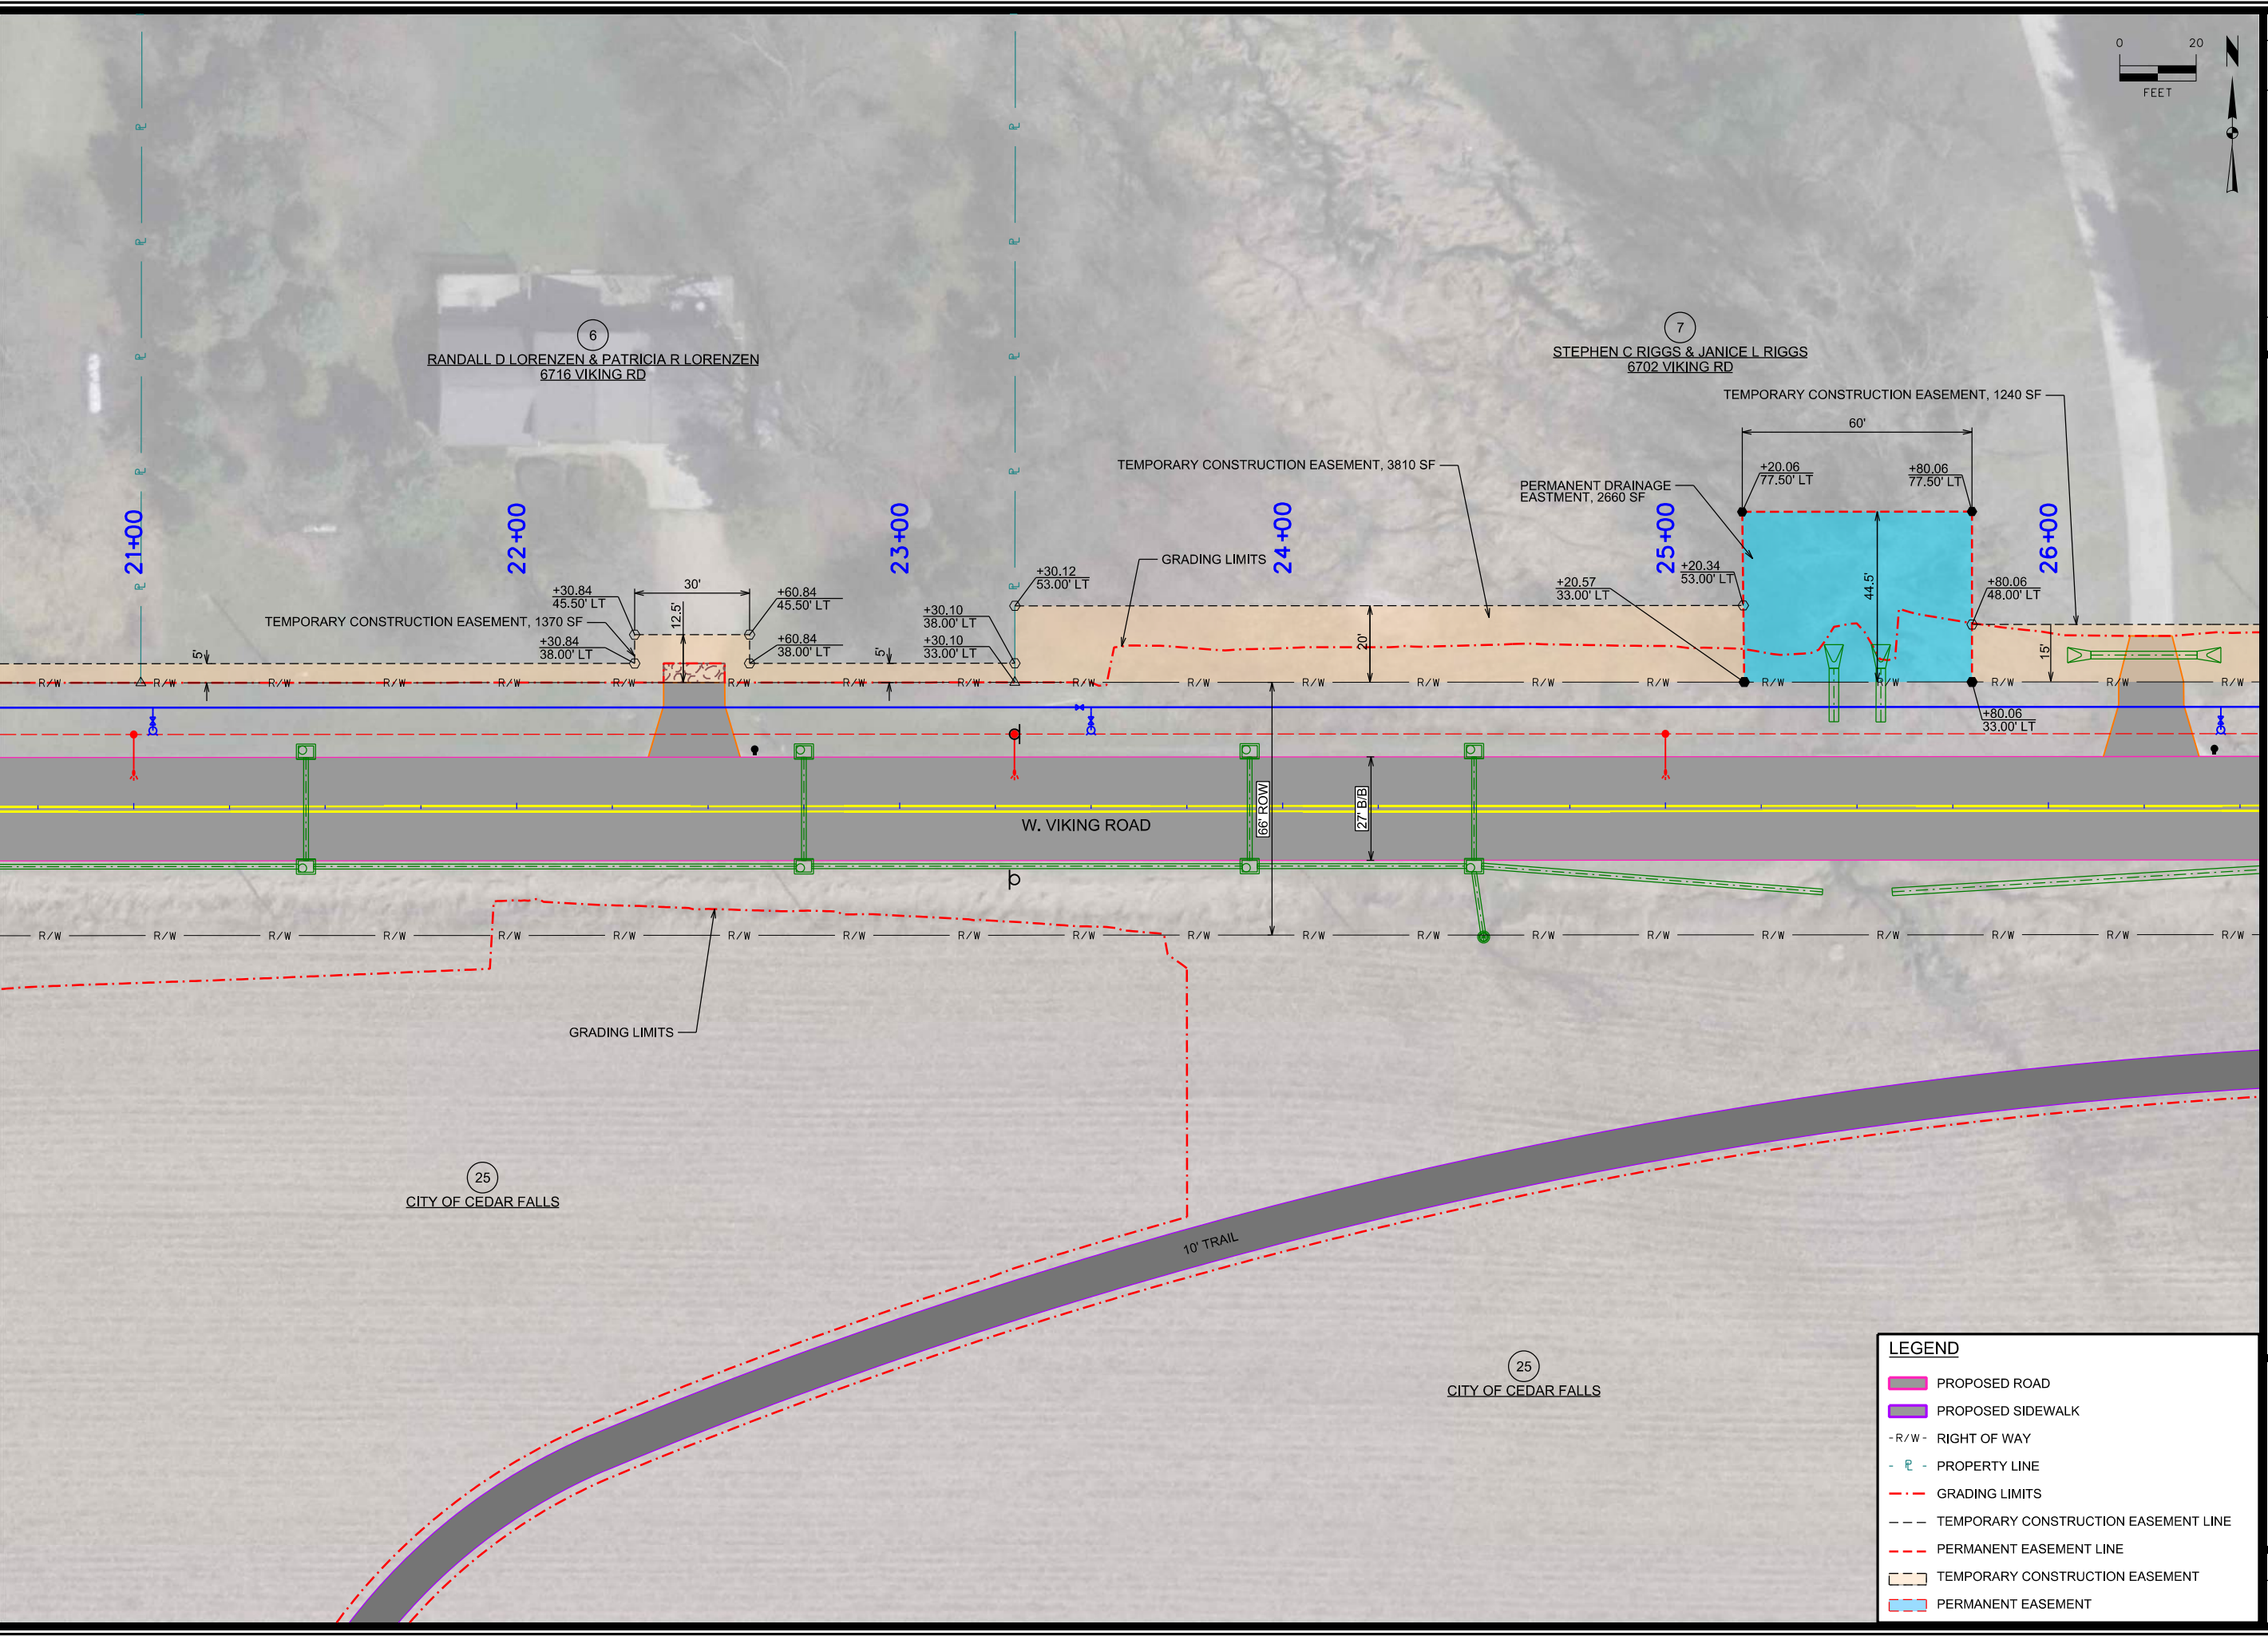 0 20
N
FEET
6
RANDALL D LORENZEN & PATRICIA R LORENZEN
6716 VIKING RD
7
STEPHEN C RIGGS & JANICE L RIGGS
6702 VIKING RD
TEMPORARY CONSTRUCTION EASEMENT, 1240 SF
60'
TEMPORARY CONSTRUCTION EASEMENT, 3810 SF
+20.06
77.50' LT
+80.06
77.50' LT
PERMANENT DRAINAGE
EASTMENT, 2660 SF
21+00
22+00
23+00
24+00
25+00
26+00
GRADING LIMITS
+30.12
53.00' LT
+20.34
53.00' LT
+20.57
33.00' LT
44.5'
+80.06
48.00' LT
+30.84
45.50' LT
30'
+60.84
45.50' LT
12.5'
+30.10
38.00' LT
TEMPORARY CONSTRUCTION EASEMENT, 1370 SF
+30.84
38.00' LT
+60.84
38.00' LT
+30.10
33.00' LT
5'
5'
20'
15'
R/W R/W R/W R/W R/W R/W R/W R/W R/W R/W R/W R/W R/W R/W R/W R/W R/W R/W R/W R/W
+80.06
33.00' LT
66' ROW
27' B/B
W. VIKING ROAD
R/W R/W R/W R/W R/W R/W R/W R/W R/W R/W R/W R/W R/W R/W R/W R/W R/W R/W R/W R/W
GRADING LIMITS
25
CITY OF CEDAR FALLS
10' TRAIL
25
CITY OF CEDAR FALLS
LEGEND
PROPOSED ROAD
PROPOSED SIDEWALK
-R/W- RIGHT OF WAY
PL PROPERTY LINE
GRADING LIMITS
TEMPORARY CONSTRUCTION EASEMENT LINE
PERMANENT EASEMENT LINE
TEMPORARY CONSTRUCTION EASEMENT
PERMANENT EASEMENT